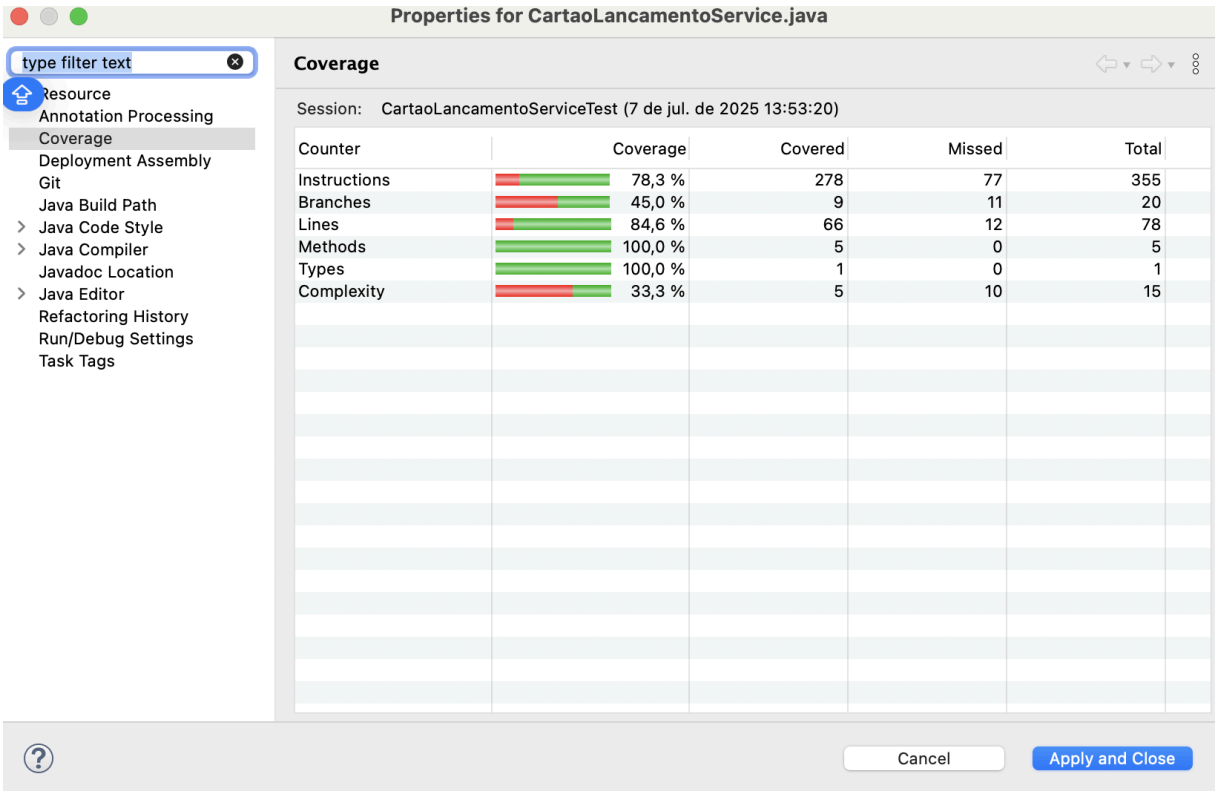 Properties for CartaoLancamentoService.java
type filter text
Resource
Annotation Processing
Coverage
Deployment Assembly
Git
Java Build Path
Java Code Style
Java Compiler
Javadoc Location
Java Editor
Refactoring History
Run/Debug Settings
Task Tags
Coverage
Session: CartaoLancamentoServiceTest (7 de jul. de 2025 13:53:20)
Counter Coverage Covered Missed Total
Instructions 78,3 % 278 77 355
Branches 45,0 % 9 11 20
Lines 84,6 % 66 12 78
Methods 100,0 % 5 0 5
Types 100,0 % 1 0 1
Complexity 33,3 % 5 10 15
?
Cancel Apply and Close